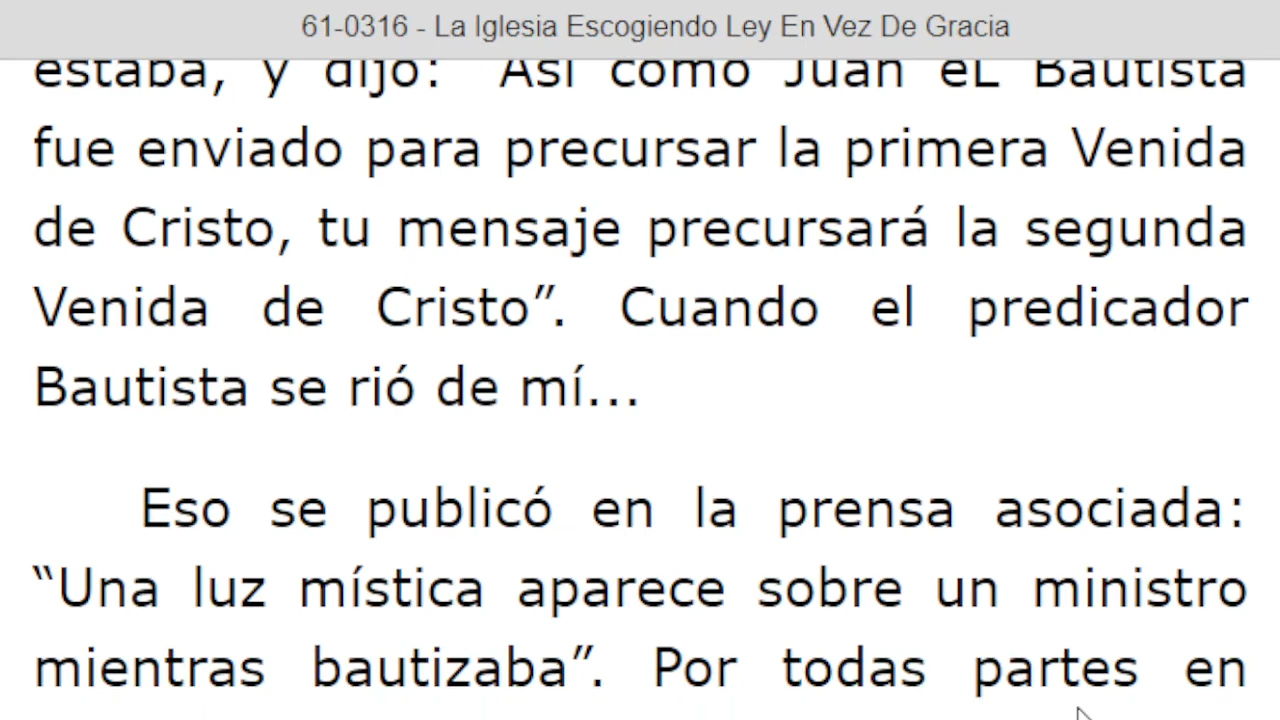 61-0316 - La Iglesia Escogiendo Ley En Vez De Gracia
estaba, y dijo: “Así como Juan eL Bautista
fue enviado para precursar la primera Venida
de Cristo, tu mensaje precursará la segunda
Venida de Cristo”. Cuando el predicador
Bautista se rió de mí...
Eso se publicó en la prensa asociada:
“Una luz mística aparece sobre un ministro
mientras bautizaba”. Por todas partes en